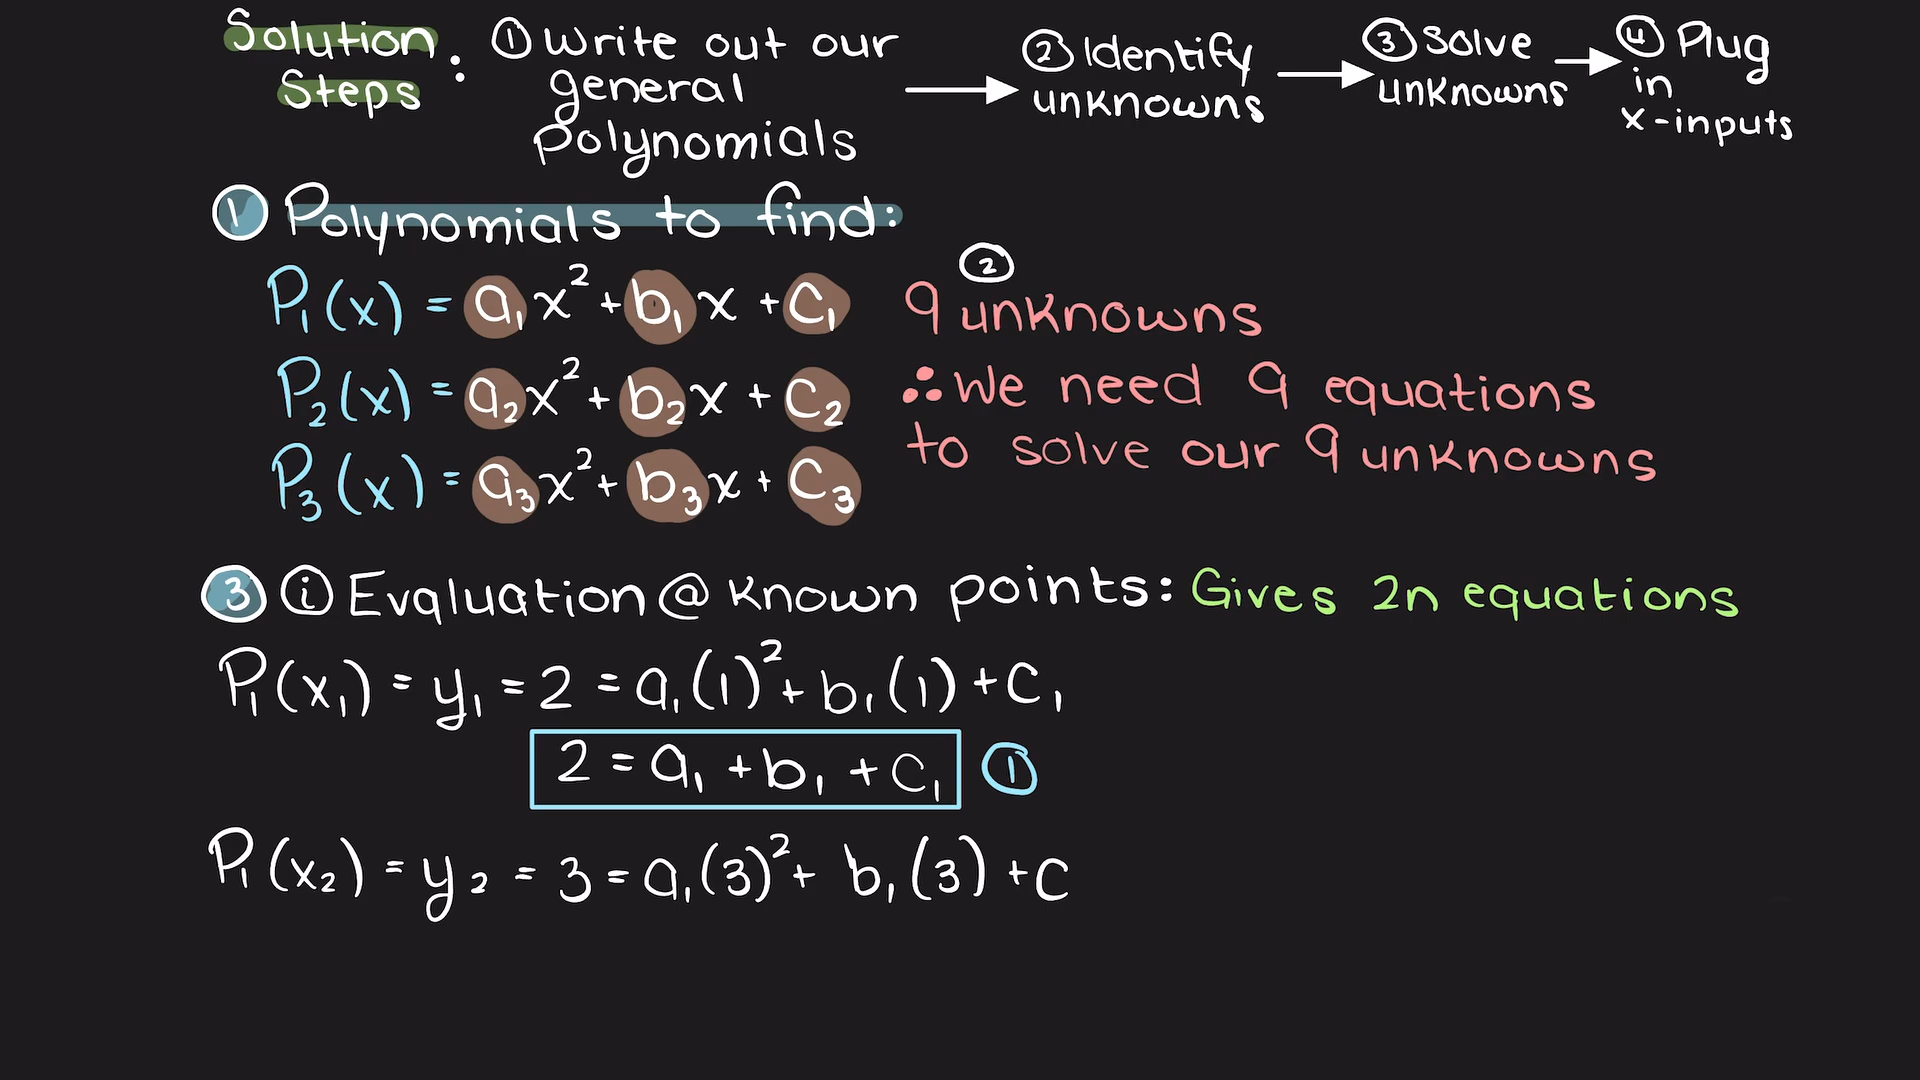 Solution Steps: ① Write out our general polynomials → ② Identify unknowns → ③ Solve unknowns → ④ Plug in x-inputs
① Polynomials to find:
P₁(x) = a₁x² + b₁x + c₁
②
9 unknowns
P₂(x) = a₂x² + b₂x + c₂
∴ We need 9 equations
to solve our 9 unknowns
P₃(x) = a₃x² + b₃x + c₃
③ ⓘ Evaluation @ known points: Gives 2n equations
P₁(x₁) = y₁ = 2 = a₁(1)² + b₁(1) + c₁
2 = a₁ + b₁ + c₁ ①
P₁(x₂) = y₂ = 3 = a₁(3)² + b₁(3) + c